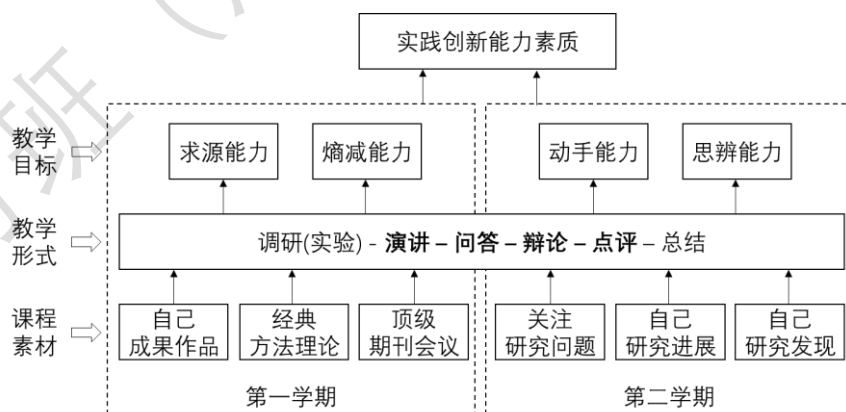 实践创新能力素质
教学
目标
求源能力
熵减能力
动手能力
思辨能力
教学
形式
调研(实验) - 演讲 – 问答 – 辩论 – 点评 – 总结
课程
素材
自己
成果作品
经典
方法理论
顶级
期刊会议
关注
研究问题
自己
研究进展
自己
研究发现
第一学期
第二学期
班（